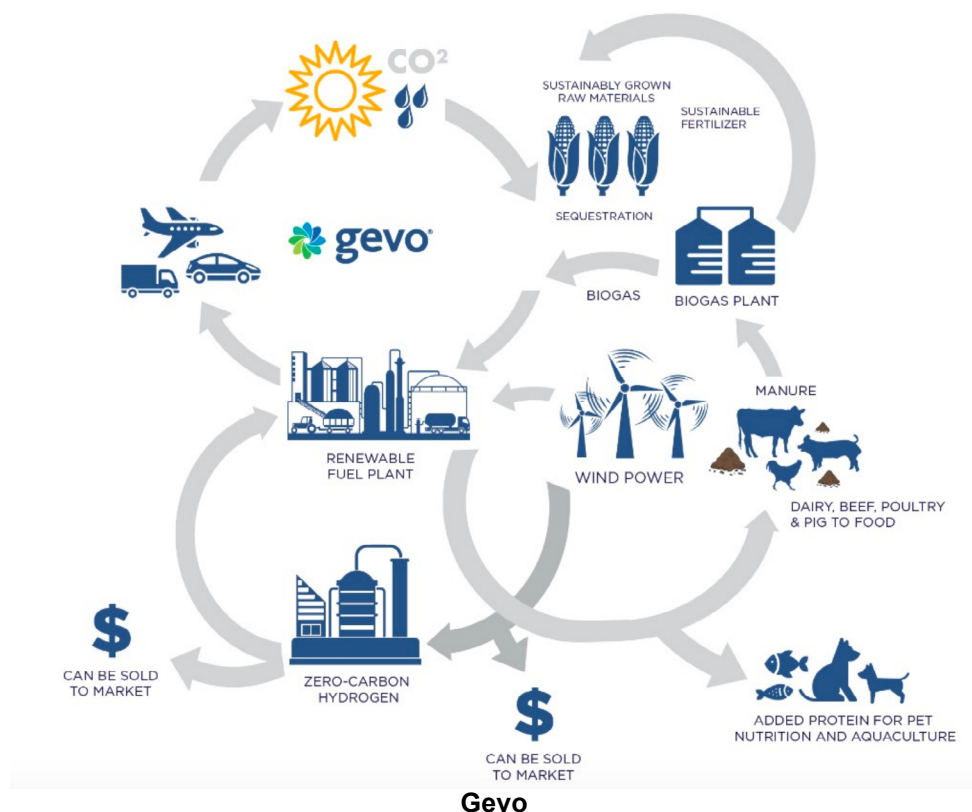 CO²
SUSTAINABLY GROWN
RAW MATERIALS
SUSTAINABLE
FERTILIZER
SEQUESTRATION
gevo®
BIOGAS
BIOGAS PLANT
MANURE
RENEWABLE
FUEL PLANT
WIND POWER
DAIRY, BEEF, POULTRY
& PIG TO FOOD
$
CAN BE SOLD
TO MARKET
ZERO-CARBON
HYDROGEN
$
CAN BE SOLD
TO MARKET
ADDED PROTEIN FOR PET
NUTRITION AND AQUACULTURE
Gevo